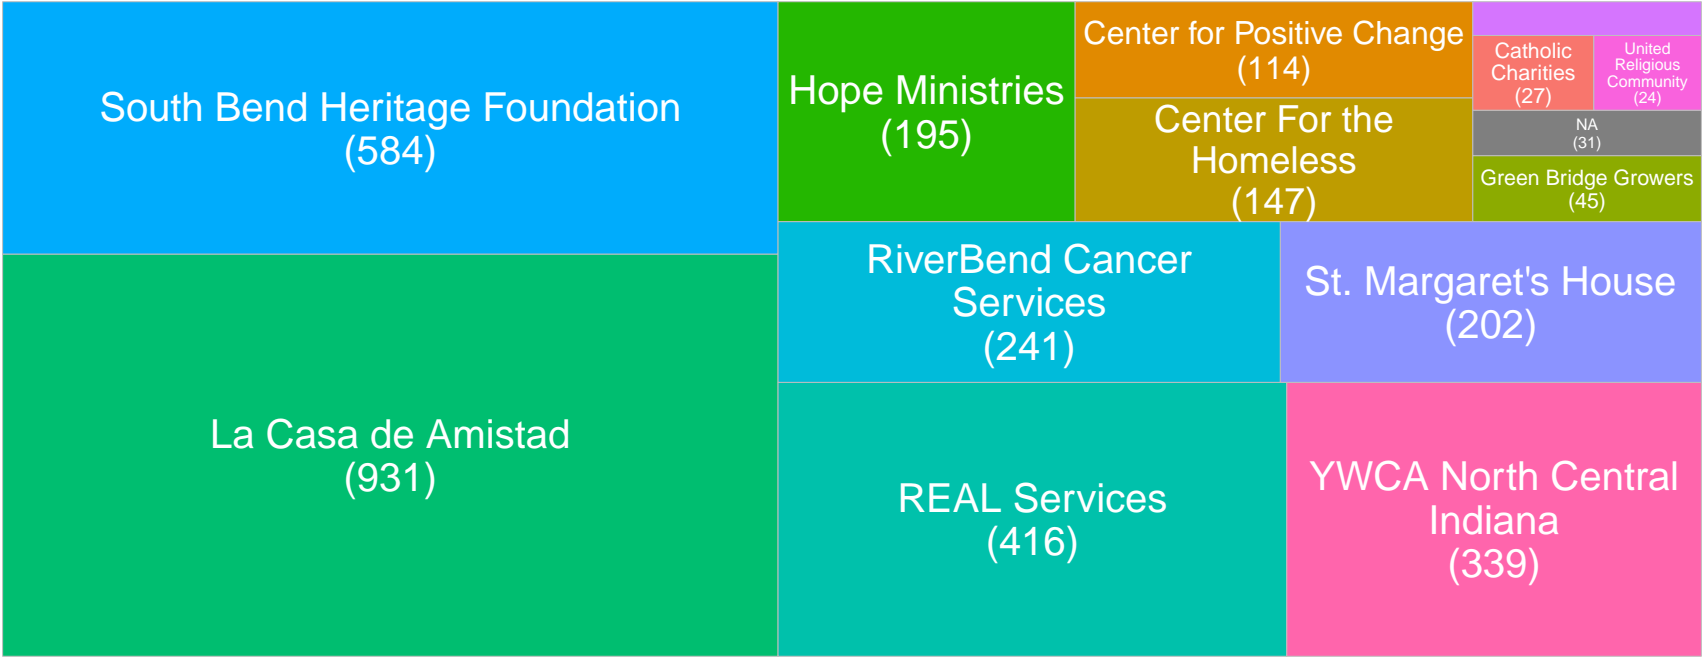 South Bend Heritage Foundation
(584)
La Casa de Amistad
(931)
Hope Ministries
(195)
Center for Positive Change
(114)
Center For the
Homeless
(147)
Catholic
Charities
(27)
United
Religious
Community
(24)
NA
(31)
Green Bridge Growers
(45)
RiverBend Cancer
Services
(241)
St. Margaret's House
(202)
REAL Services
(416)
YWCA North Central
Indiana
(339)